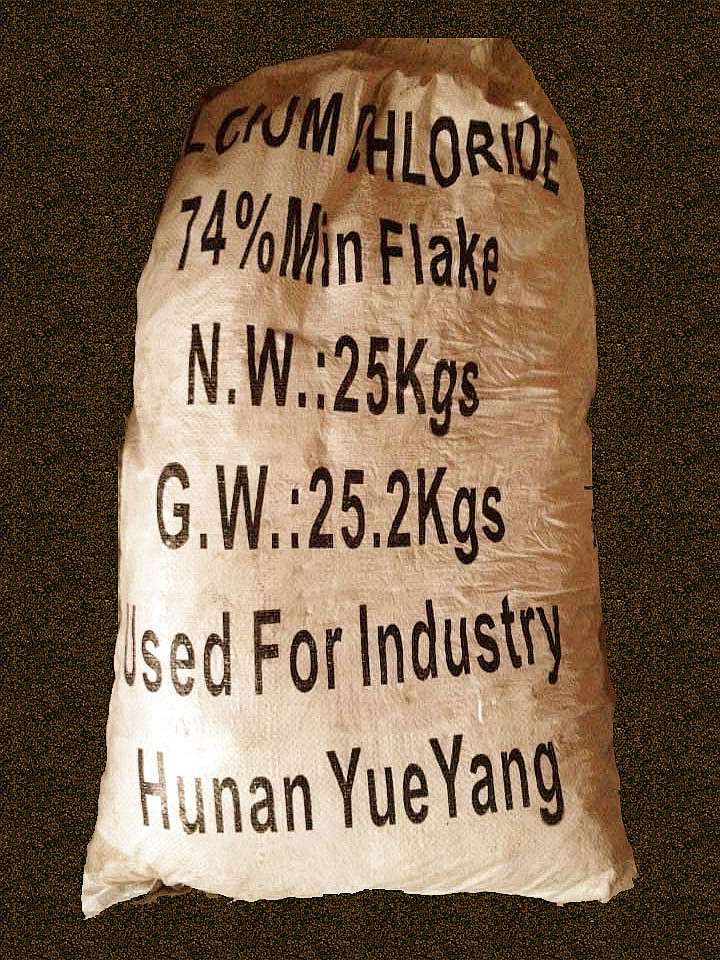 LCIUM CHLORIDE
74%Min Flake
N.W.:25Kgs
G.W.:25.2Kgs
Used For Industry
Hunan YueYang